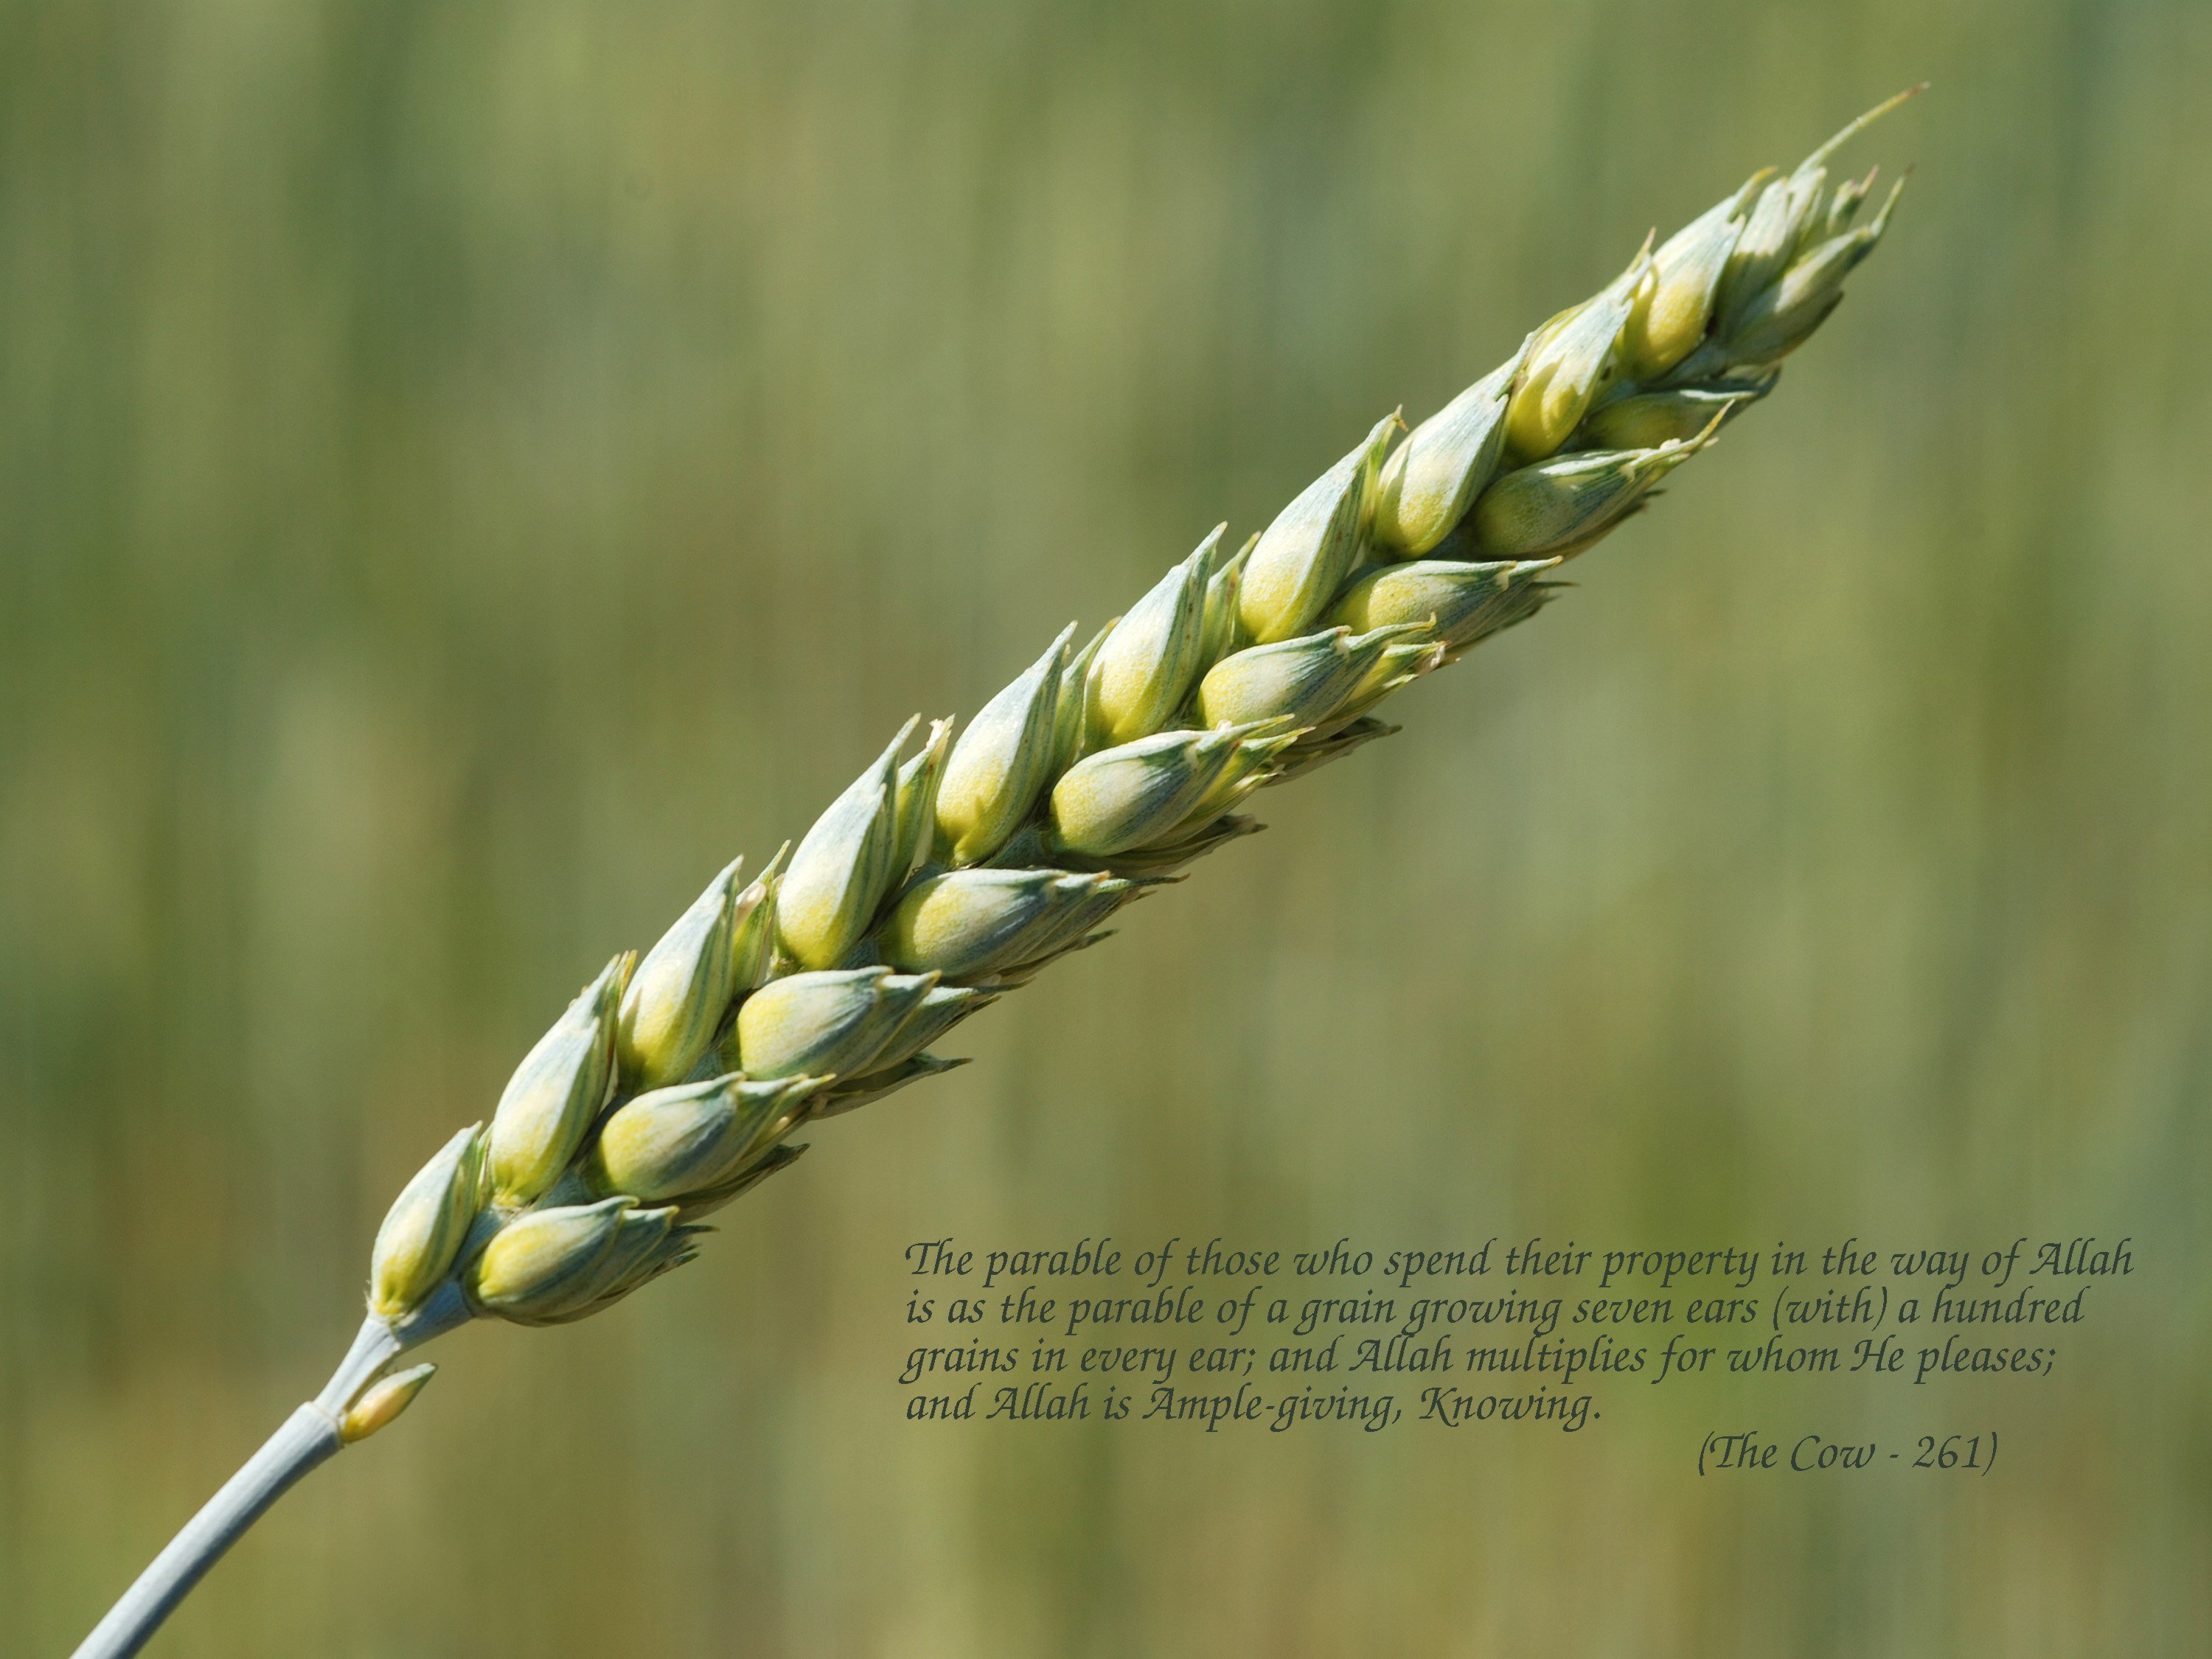 The parable of those who spend their property in the way of Allah
is as the parable of a grain growing seven ears (with) a hundred
grains in every ear; and Allah multiplies for whom He pleases;
and Allah is Ample-giving, Knowing.
(The Cow - 261)